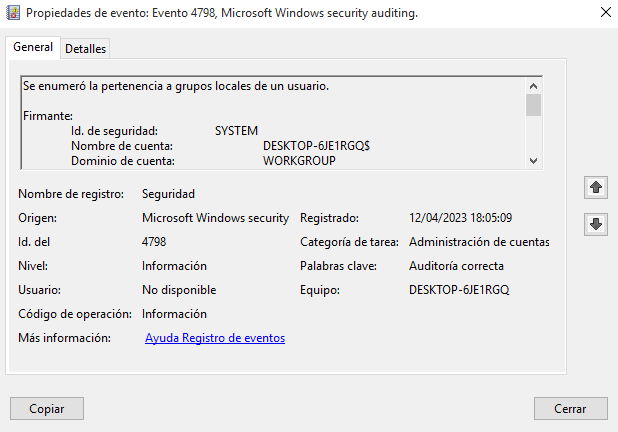 Propiedades de evento: Evento 4798, Microsoft Windows security auditing.
General Detalles
Se enumeró la pertenencia a grupos locales de un usuario.
Firmante:
Id. de seguridad: SYSTEM
Nombre de cuenta: DESKTOP-6JE1RGQ$
Dominio de cuenta: WORKGROUP
Nombre de registro: Seguridad
Origen: Microsoft Windows security Registrado: 12/04/2023 18:05:09
Id. del 4798 Categoría de tarea: Administración de cuentas
Nivel: Información Palabras clave: Auditoría correcta
Usuario: No disponible Equipo: DESKTOP-6JE1RGQ
Código de operación: Información
Más información: Ayuda Registro de eventos
Copiar Cerrar